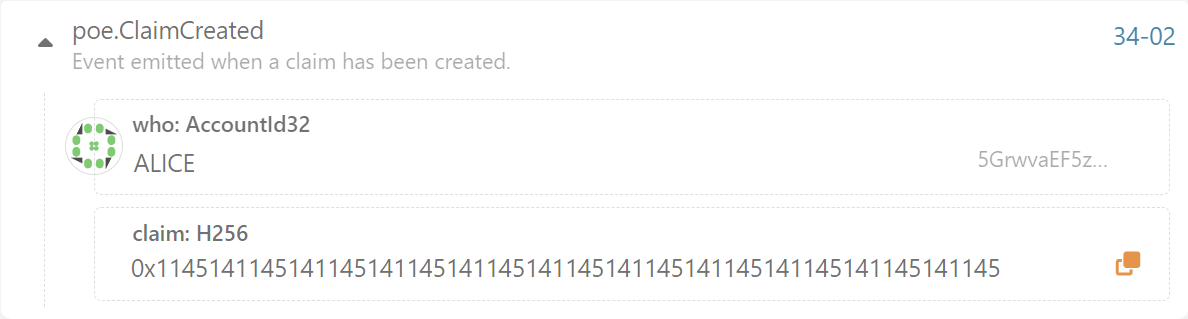 poe.ClaimCreated
34-02
Event emitted when a claim has been created.
who: AccountId32
ALICE
5GrwvaEF5z...
claim: H256
0x1145141145141145141145141145141145141145141145141145141145141145